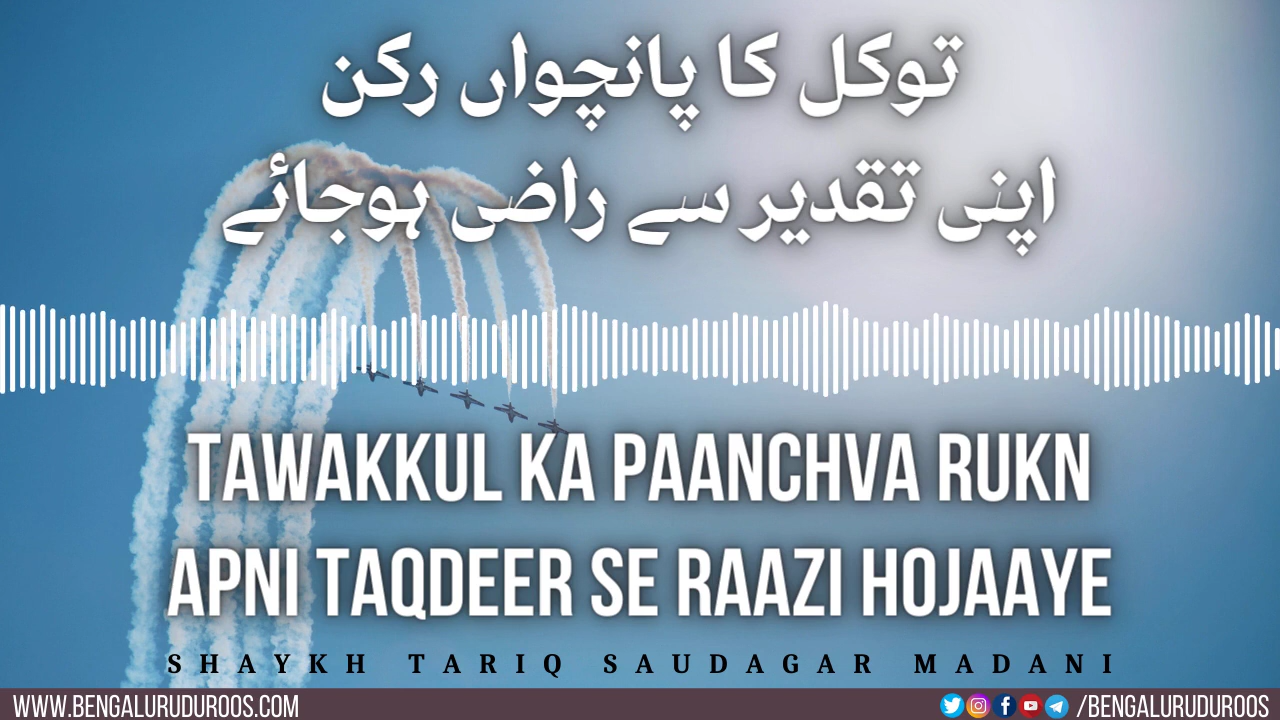 توکل کا پانچواں رکن
اپنی تقدیر سے راضی ہوجائے
TAWAKKUL KA PAANCHVA RUKN
APNI TAQDEER SE RAAZI HOJAAYE
SHAYKH TARIQ SAUDAGAR MADANI
WWW.BENGALURUDUROOS.COM
/BENGALURUDUROOS